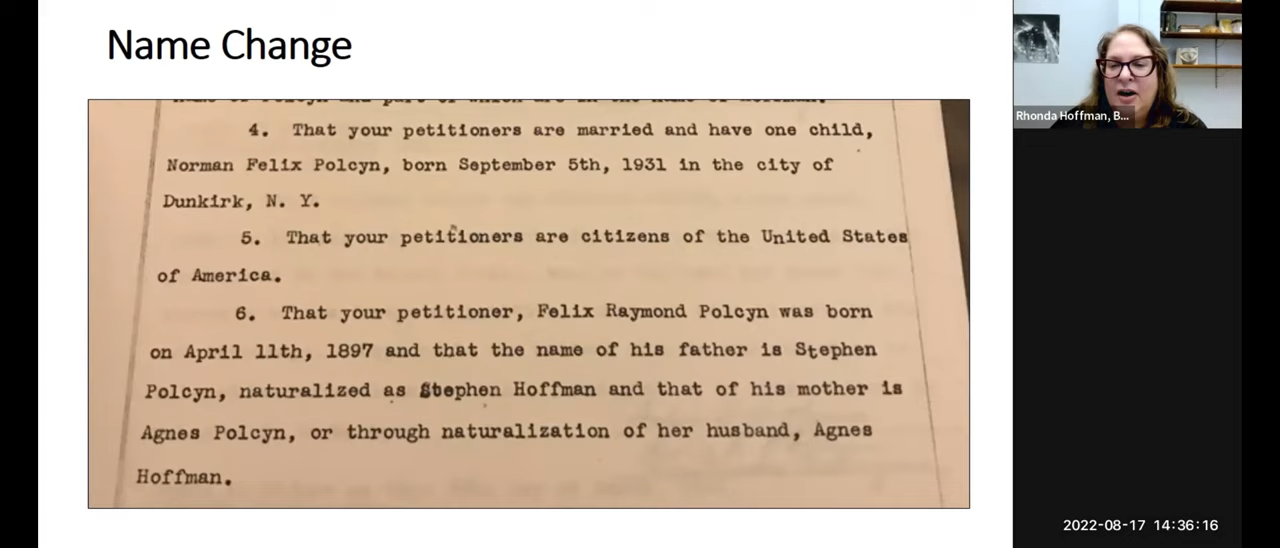 Name Change
4. That your petitioners are married and have one child,
Norman Felix Polcyn, born September 5th, 1931 in the city of
Dunkirk, N. Y.
5. That your petitioners are citizens of the United States
of America.
6. That your petitioner, Felix Raymond Polcyn was born
on April 11th, 1897 and that the name of his father is Stephen
Polcyn, naturalized as Stephen Hoffman and that of his mother is
Agnes Polcyn, or through naturalization of her husband, Agnes
Hoffman.
Rhonda Hoffman, B...
2022-08-17 14:36:16